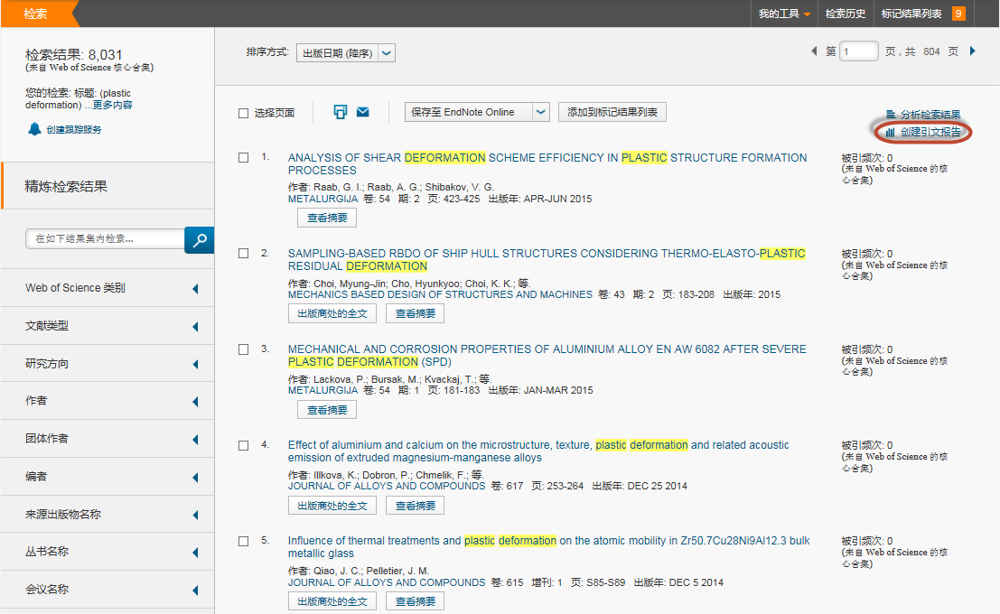 检索
我的工具
检索历史
标记结果列表 9
检索结果: 8,031
(来自 Web of Science 核心合集)
您的检索: 标题: (plastic
deformation) ...更多内容
创建跟踪服务
精炼检索结果
在如下结果集内检索...
Web of Science 类别
文献类型
研究方向
作者
团体作者
编者
来源出版物名称
丛书名称
会议名称
排序方式: 出版日期 (降序)
第 1 页 , 共 804 页
选择页面
保存至 EndNote Online
添加到标记结果列表
分析检索结果
创建引文报告
1. ANALYSIS OF SHEAR DEFORMATION SCHEME EFFICIENCY IN PLASTIC STRUCTURE FORMATION
PROCESSES
作者: Raab, G. I.; Raab, A. G.; Shibakov, V. G.
METALURGIJA 卷: 54 期: 2 页: 423-425 出版年: APR-JUN 2015
查看摘要
被引频次: 0
(来自 Web of Science 的核
心合集)
2. SAMPLING-BASED RBDO OF SHIP HULL STRUCTURES CONSIDERING THERMO-ELASTO-PLASTIC
RESIDUAL DEFORMATION
作者: Choi, Myung-Jin; Cho, Hyunkyoo; Choi, K. K.; 等.
MECHANICS BASED DESIGN OF STRUCTURES AND MACHINES 卷: 43 期: 2 页: 183-208 出版年: 2015
出版商处的全文 查看摘要
被引频次: 0
(来自 Web of Science 的核
心合集)
3. MECHANICAL AND CORROSION PROPERTIES OF ALUMINIUM ALLOY EN AW 6082 AFTER SEVERE
PLASTIC DEFORMATION (SPD)
作者: Lackova, P.; Bursak, M.; Kvackaj, T.; 等.
METALURGIJA 卷: 54 期: 1 页: 181-183 出版年: JAN-MAR 2015
查看摘要
被引频次: 0
(来自 Web of Science 的核
心合集)
4. Effect of aluminium and calcium on the microstructure, texture, plastic deformation and related acoustic
emission of extruded magnesium-manganese alloys
作者: Illkova, K.; Dobron, P.; Chmelik, F.; 等.
JOURNAL OF ALLOYS AND COMPOUNDS 卷: 617 页: 253-264 出版年: DEC 25 2014
出版商处的全文 查看摘要
被引频次: 0
(来自 Web of Science 的核
心合集)
5. Influence of thermal treatments and plastic deformation on the atomic mobility in Zr50.7Cu28Ni9Al12.3 bulk
metallic glass
作者: Qiao, J. C.; Pelletier, J. M.
JOURNAL OF ALLOYS AND COMPOUNDS 卷: 615 增刊: 1 页: S85-S89 出版年: DEC 5 2014
出版商处的全文 查看摘要
被引频次: 0
(来自 Web of Science 的核
心合集)